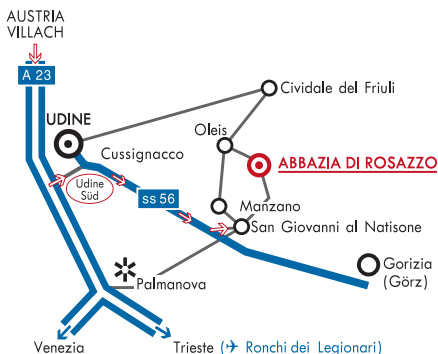 AUSTRIA
VILLACH
A 23
Cividale del Friuli
UDINE
Oleis
Cussignacco
ABBAZIA DI ROSAZZO
Udine
Süd
ss 56
Manzano
San Giovanni al Natisone
Gorizia
(Görz)
Palmanova
Venezia
Trieste (✈ Ronchi dei Legionari)